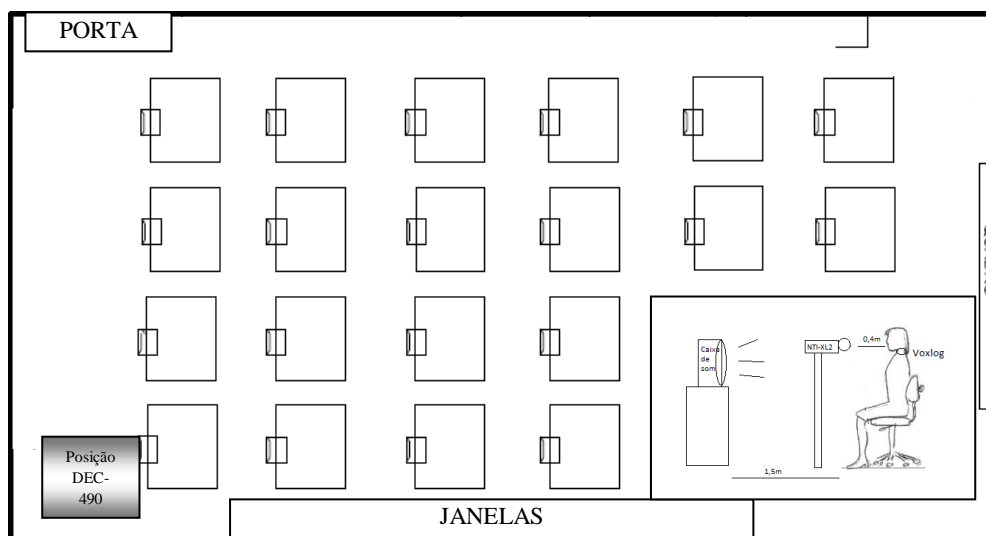 PORTA
Caixa
de
som
NTI-XL2
0,4m
Voxlog
1,5m
Posição
DEC-
490
JANELAS